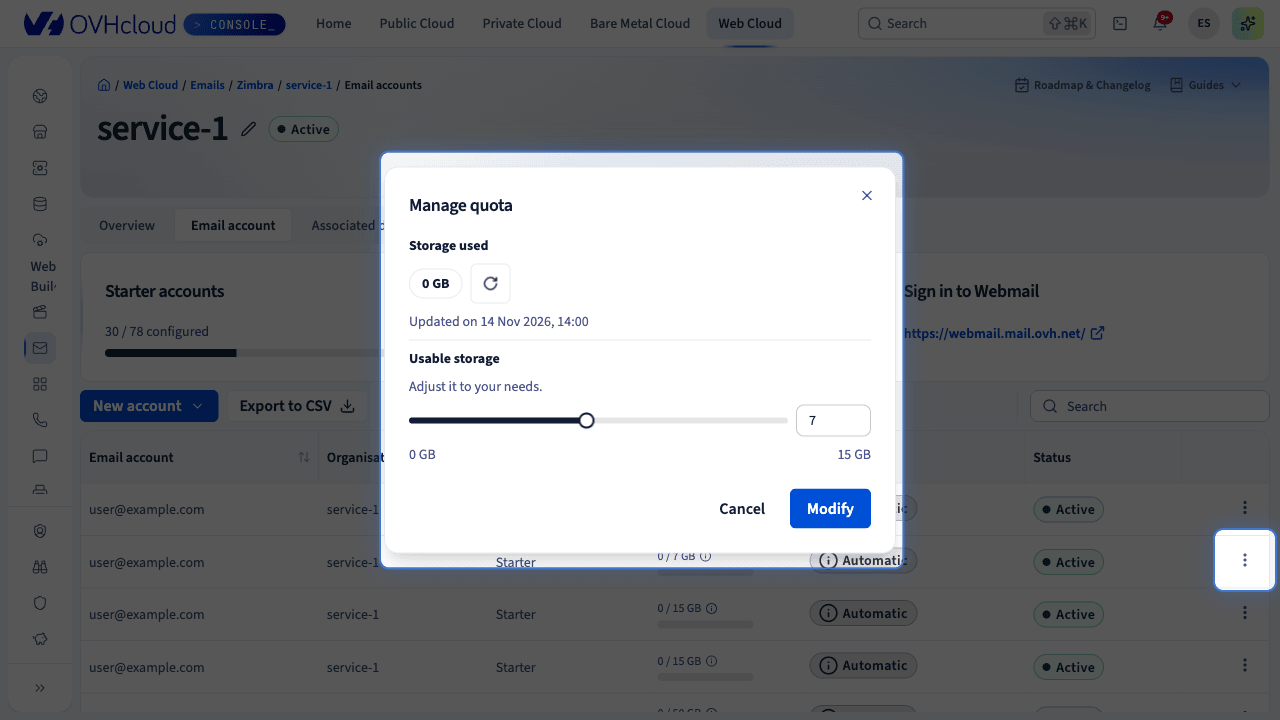 OVHcloud > CONSOLE_
Home Public Cloud Private Cloud Bare Metal Cloud Web Cloud
Search ⇧⌘K 9+ ES
/ Web Cloud / Emails / Zimbra / service-1 / Email accounts
Roadmap & Changelog Guides
service-1 Active
Overview Email account Associated
Web
Buil
Starter accounts
30 / 78 configured
Sign in to Webmail
https://webmail.mail.ovh.net/
New account Export to CSV
Search
Manage quota
Storage used
0 GB
Updated on 14 Nov 2026, 14:00
Usable storage
Adjust it to your needs.
7
0 GB 15 GB
Cancel Modify
Email account Organisat Status
user@example.com service-1 Active
user@example.com service-1 Starter 0 / 7 GB Automatic Active
user@example.com service-1 Starter 0 / 15 GB Automatic Active
user@example.com service-1 Starter 0 / 15 GB Automatic Active